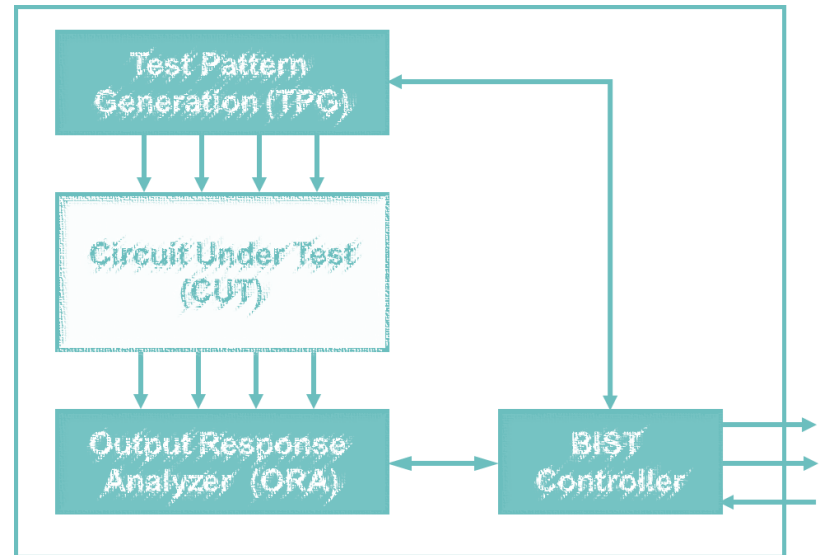 Test Pattern
Generation (TPG)
Circuit Under Test
(CUT)
Output Response
Analyzer (ORA)
BIST
Controller